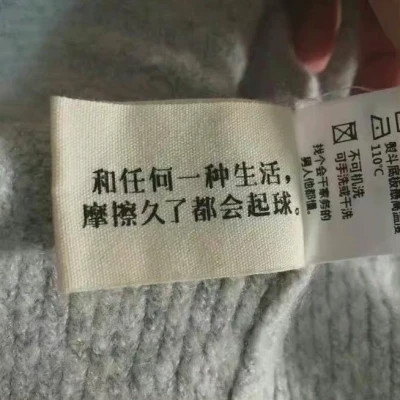 和任何一种生活，
摩擦久了都会起球。
110℃
不可机洗
可手洗或干洗
找个会干家务的
男人他都懂.